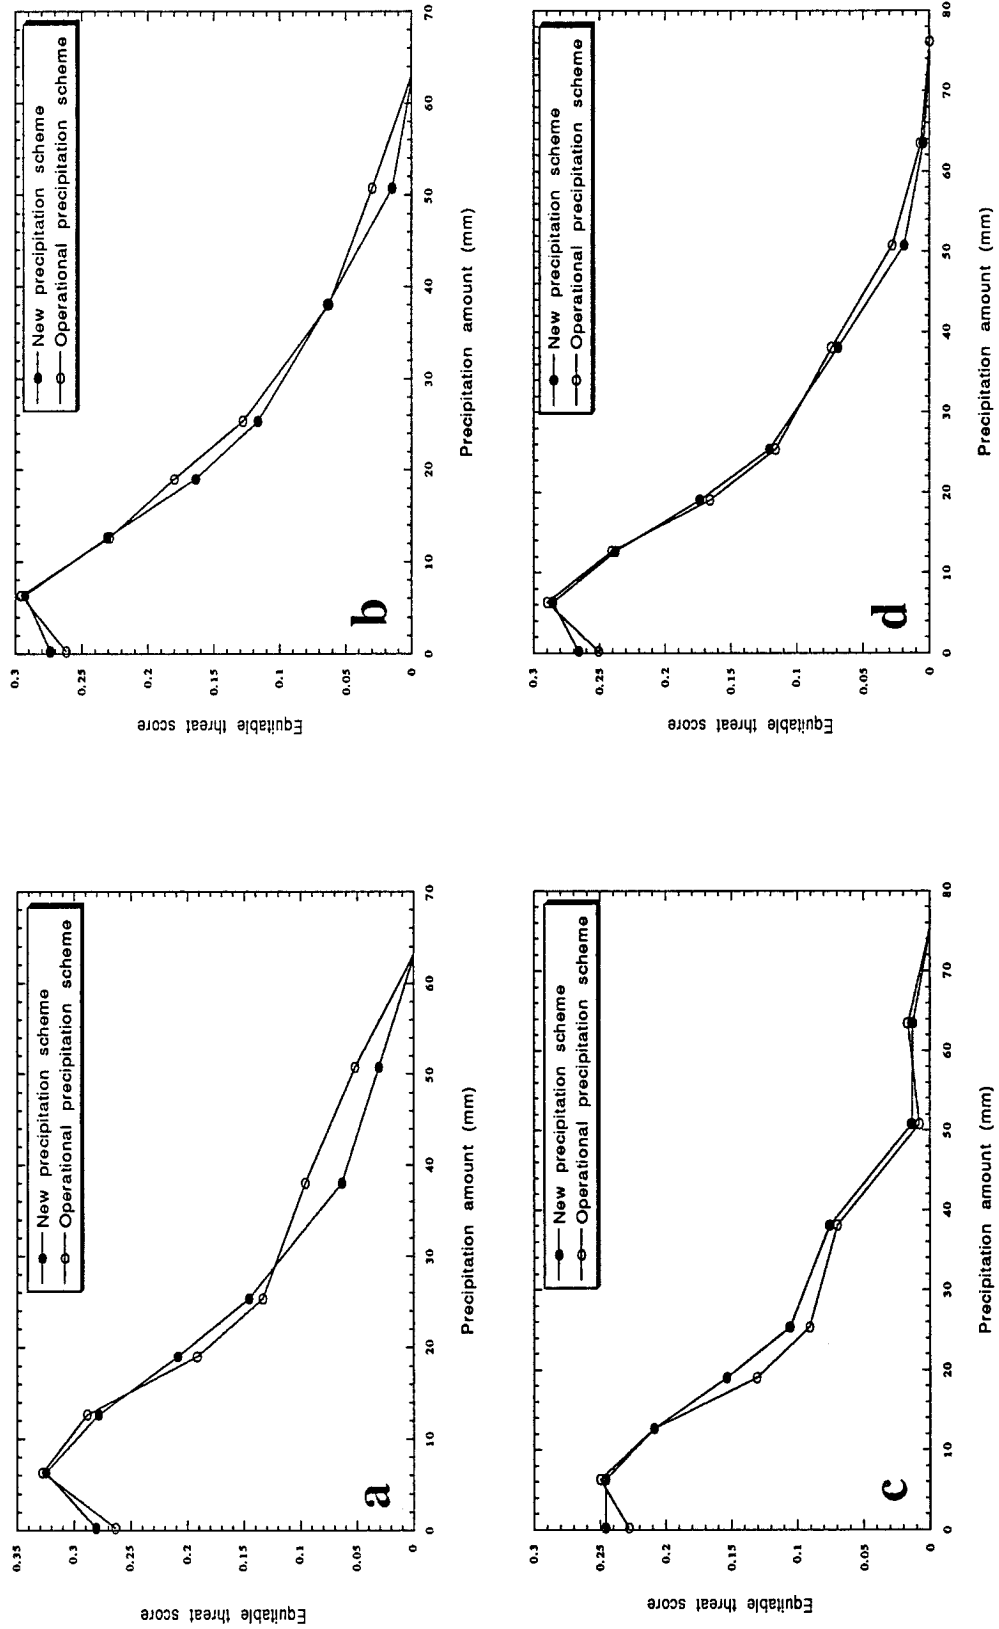 0.35
0.3
0.25
0.2
0.15
0.1
0.05
0
Equitable threat score
New precipitation scheme
Operational precipitation scheme
a
0 10 20 30 40 50 60 70
Precipitation amount (mm)
0.3
0.25
0.2
0.15
0.1
0.05
0
Equitable threat score
New precipitation scheme
Operational precipitation scheme
b
0 10 20 30 40 50 60 70
Precipitation amount (mm)
0.3
0.25
0.2
0.15
0.1
0.05
0
Equitable threat score
New precipitation scheme
Operational precipitation scheme
c
0 10 20 30 40 50 60 70 80
Precipitation amount (mm)
0.3
0.25
0.2
0.15
0.1
0.05
0
Equitable threat score
New precipitation scheme
Operational precipitation scheme
d
0 10 20 30 40 50 60 70 80
Precipitation amount (mm)